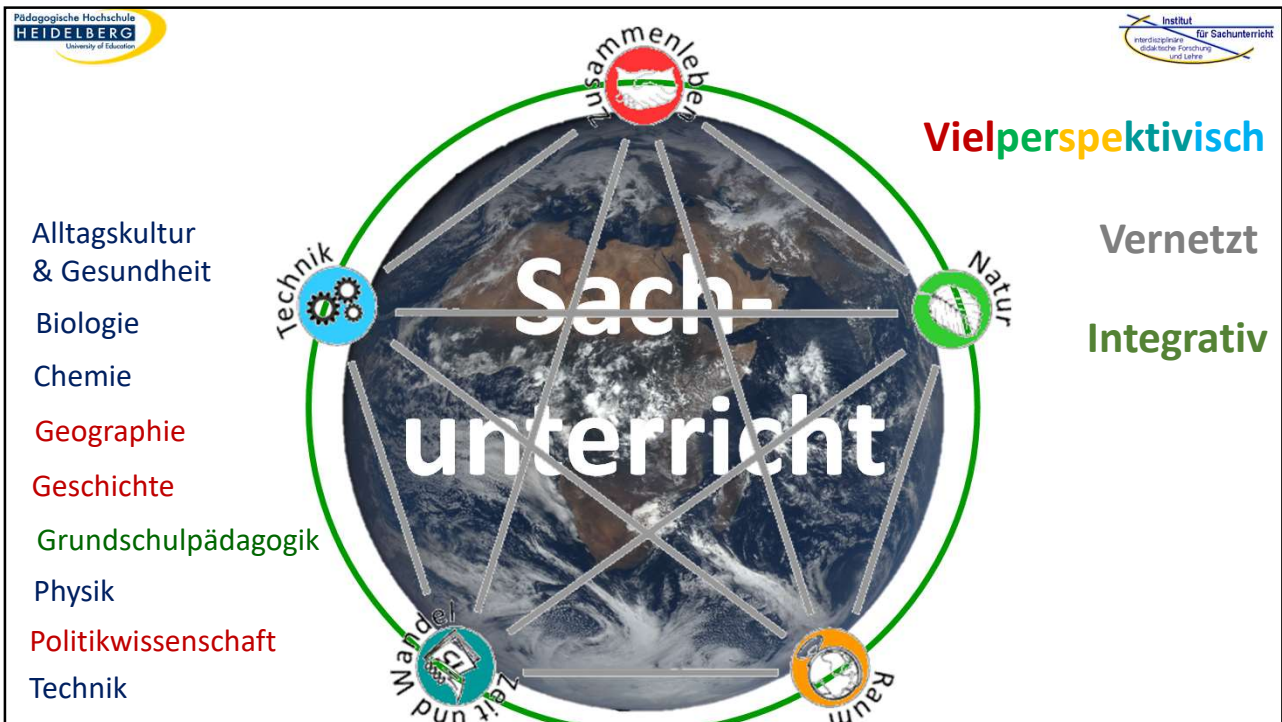 Pädagogische Hochschule
HEIDELBERG
University of Education
Institut
für Sachunterricht
interdisziplinäre
didaktische Forschung
und Lehre
Zusammenleben
Vielperspektivisch
Vernetzt
Integrativ
Alltagskultur
& Gesundheit
Biologie
Chemie
Geographie
Geschichte
Grundschulpädagogik
Physik
Politikwissenschaft
Technik
Technik
Natur
Sach-
unterricht
Zeit und Wandel
Raum